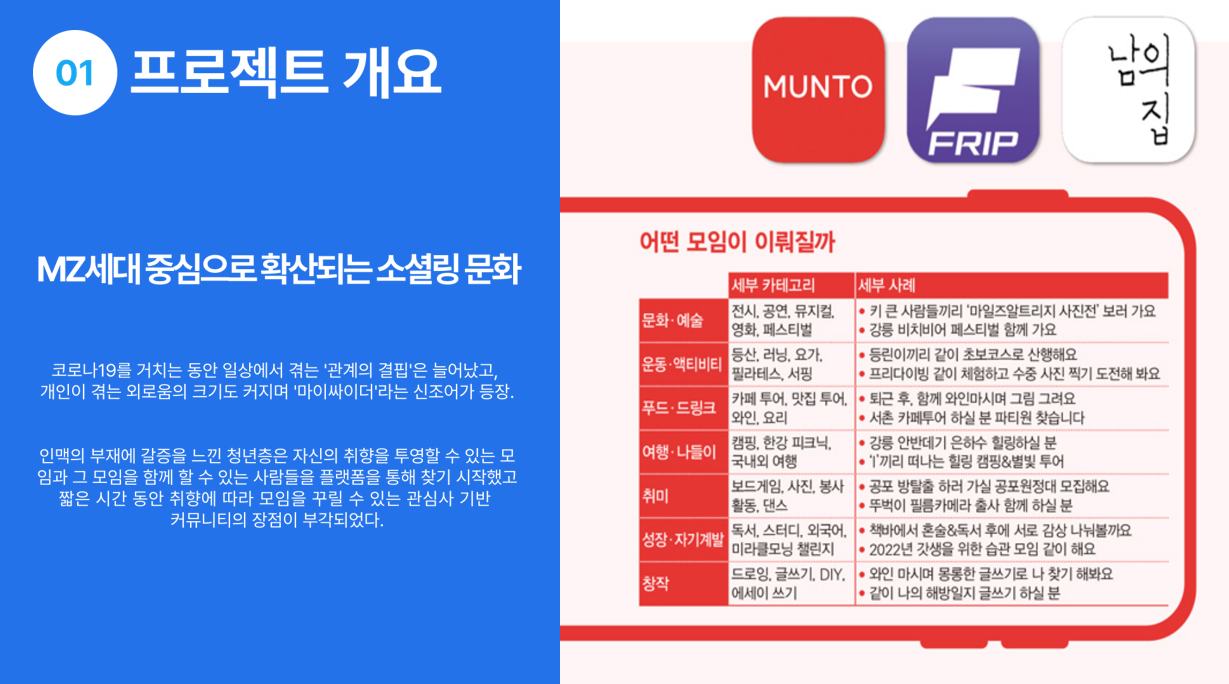 01 프로젝트 개요
MZ세대 중심으로 확산되는 소셜링 문화
코로나19를 거치는 동안 일상에서 겪는 '관계의 결핍'은 늘어났고,
개인이 겪는 외로움의 크기도 커지며 '마이싸이더'라는 신조어가 등장.
인맥의 부재에 갈증을 느낀 청년층은 자신의 취향을 투영할 수 있는 모
임과 그 모임을 함께 할 수 있는 사람들을 플랫폼을 통해 찾기 시작했고
짧은 시간 동안 취향에 따라 모임을 꾸릴 수 있는 관심사 기반
커뮤니티의 장점이 부각되었다.
MUNTO
FRIP
남의
집
어떤 모임이 이뤄질까
세부 카테고리 세부 사례
문화·예술
전시, 공연, 뮤지컬,
영화, 페스티벌
• 키 큰 사람들끼리 '마일즈알트리지 사진전' 보러 가요
• 강릉 비치비어 페스티벌 함께 가요
운동·액티비티
등산, 러닝, 요가,
필라테스, 서핑
• 등린이끼리 같이 초보코스로 산행해요
• 프리다이빙 같이 체험하고 수중 사진 찍기 도전해 봐요
푸드·드링크
카페 투어, 맛집 투어,
와인, 요리
• 퇴근 후, 함께 와인마시며 그림 그려요
• 서촌 카페투어 하실 분 파티원 찾습니다
여행·나들이
캠핑, 한강 피크닉,
국내외 여행
• 강릉 안반데기 은하수 힐링하실 분
• 'I'끼리 떠나는 힐링 캠핑&별빛 투어
취미
보드게임, 사진, 봉사
활동, 댄스
• 공포 방탈출 하러 가실 공포원정대 모집해요
• 뚜벅이 필름카메라 출사 함께 하실 분
성장·자기계발
독서, 스터디, 외국어,
미라클모닝 챌린지
• 책바에서 혼술&독서 후에 서로 감상 나눠볼까요
• 2022년 갓생을 위한 습관 모임 같이 해요
창작
드로잉, 글쓰기, DIY,
에세이 쓰기
• 와인 마시며 몽롱한 글쓰기로 나 찾기 해봐요
• 같이 나의 해방일지 글쓰기 하실 분